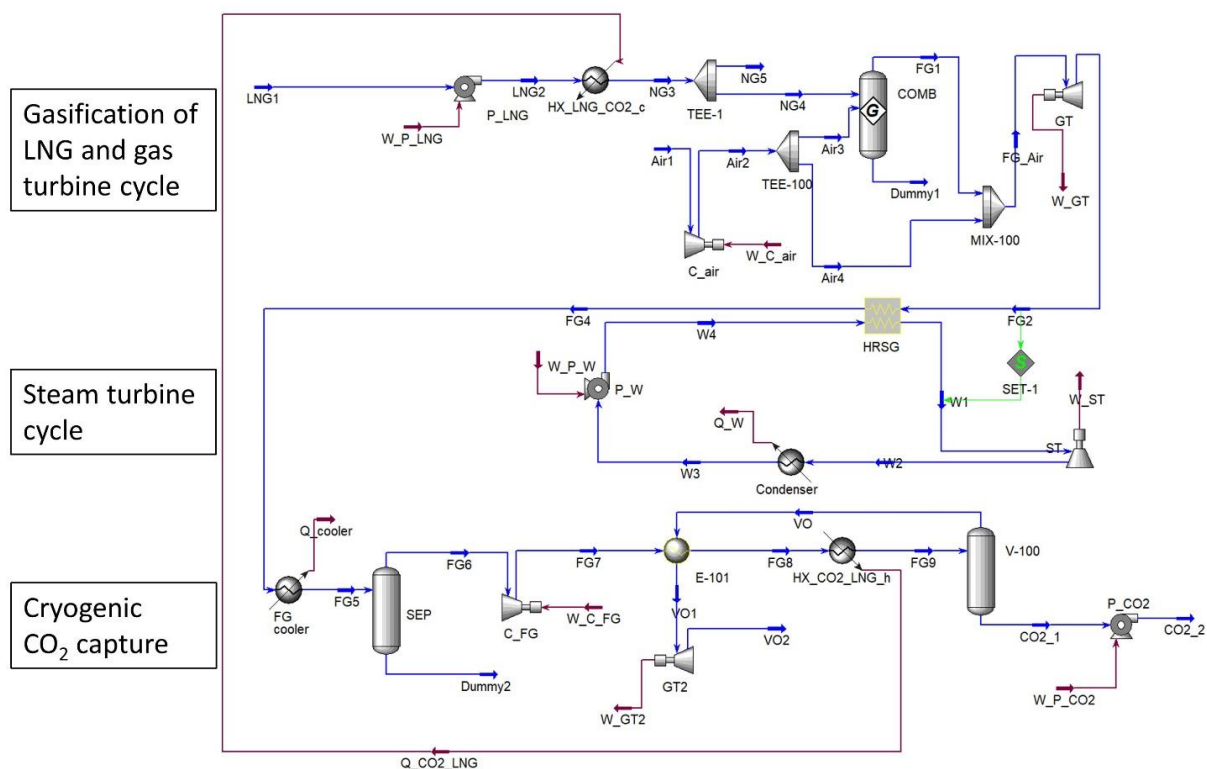 Gasification of
LNG and gas
turbine cycle
LNG1
W_P_LNG
P_LNG
LNG2
HX_LNG_CO2_c
NG3
TEE-1
NG5
NG4
FG1
COMB
G
Air3
Air1
Air2
TEE-100
Dummy1
C_air
W_C_air
Air4
MIX-100
FG_Air
GT
W_GT
Steam turbine
cycle
FG4
HRSG
FG2
W4
W_P_W
P_W
S
SET-1
W1
W_ST
ST
Q_W
W3
Condenser
W2
Cryogenic
CO2 capture
Q_cooler
FG
cooler
FG5
SEP
FG6
Dummy2
C_FG
W_C_FG
FG7
VO
E-101
FG8
HX_CO2_LNG_h
FG9
V-100
VO1
VO2
GT2
W_GT2
CO2_1
P_CO2
CO2_2
W_P_CO2
Q_CO2_LNG